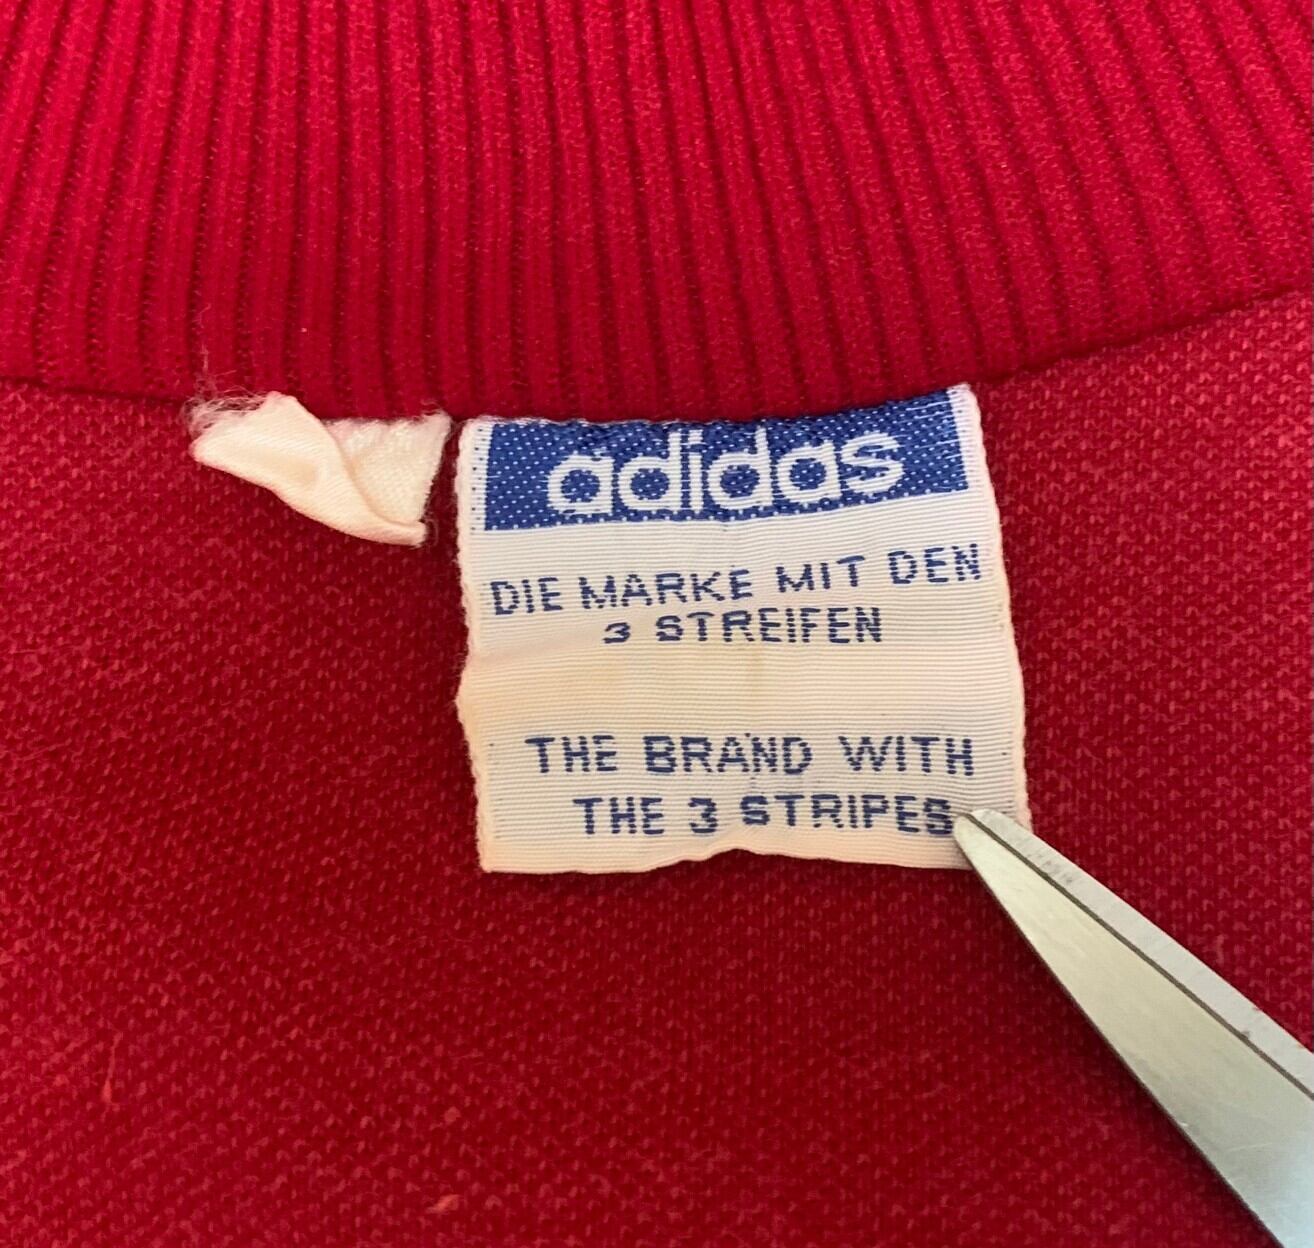 adidas
DIE MARKE MIT DEN
3 STREIFEN
THE BRAND WITH
THE 3 STRIPES